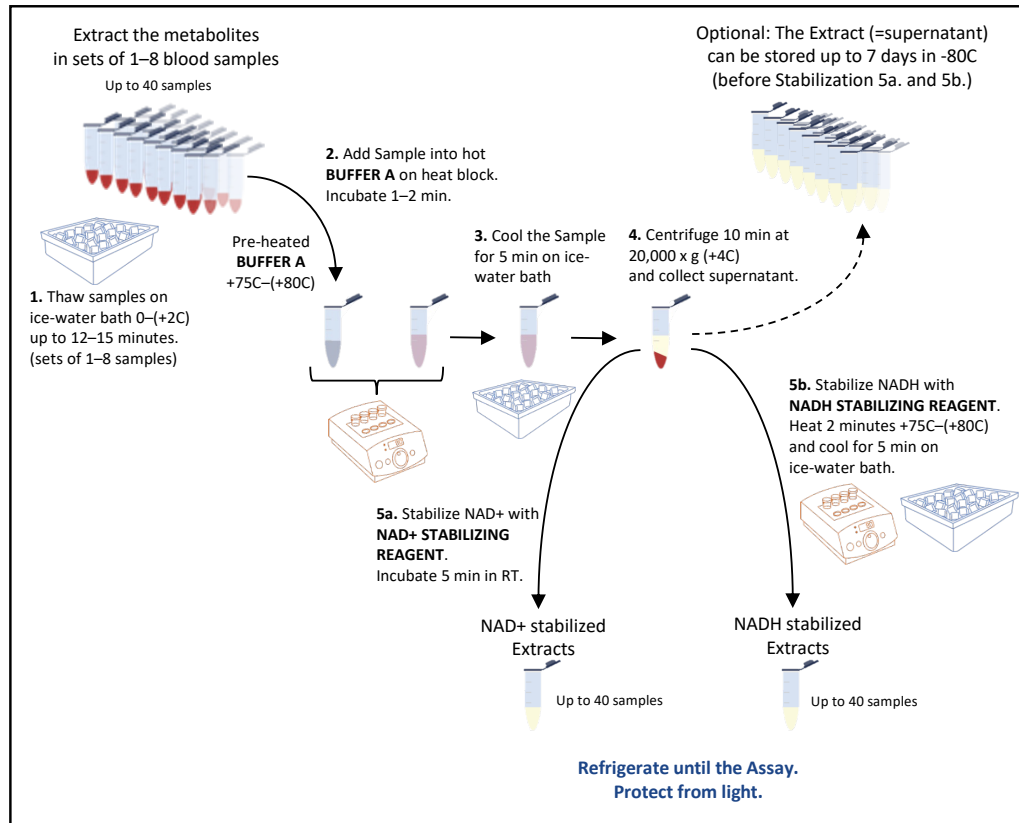 Extract the metabolites
in sets of 1–8 blood samples
Up to 40 samples
Optional: The Extract (=supernatant)
can be stored up to 7 days in -80C
(before Stabilization 5a. and 5b.)
2. Add Sample into hot
BUFFER A on heat block.
Incubate 1–2 min.
Pre-heated
BUFFER A
+75C–(+80C)
1. Thaw samples on
ice-water bath 0–(+2C)
up to 12–15 minutes.
(sets of 1–8 samples)
3. Cool the Sample
for 5 min on ice-
water bath
4. Centrifuge 10 min at
20,000 x g (+4C)
and collect supernatant.
5b. Stabilize NADH with
NADH STABILIZING REAGENT.
Heat 2 minutes +75C–(+80C)
and cool for 5 min on
ice-water bath.
5a. Stabilize NAD+ with
NAD+ STABILIZING
REAGENT.
Incubate 5 min in RT.
NAD+ stabilized
Extracts
Up to 40 samples
NADH stabilized
Extracts
Up to 40 samples
Refrigerate until the Assay.
Protect from light.